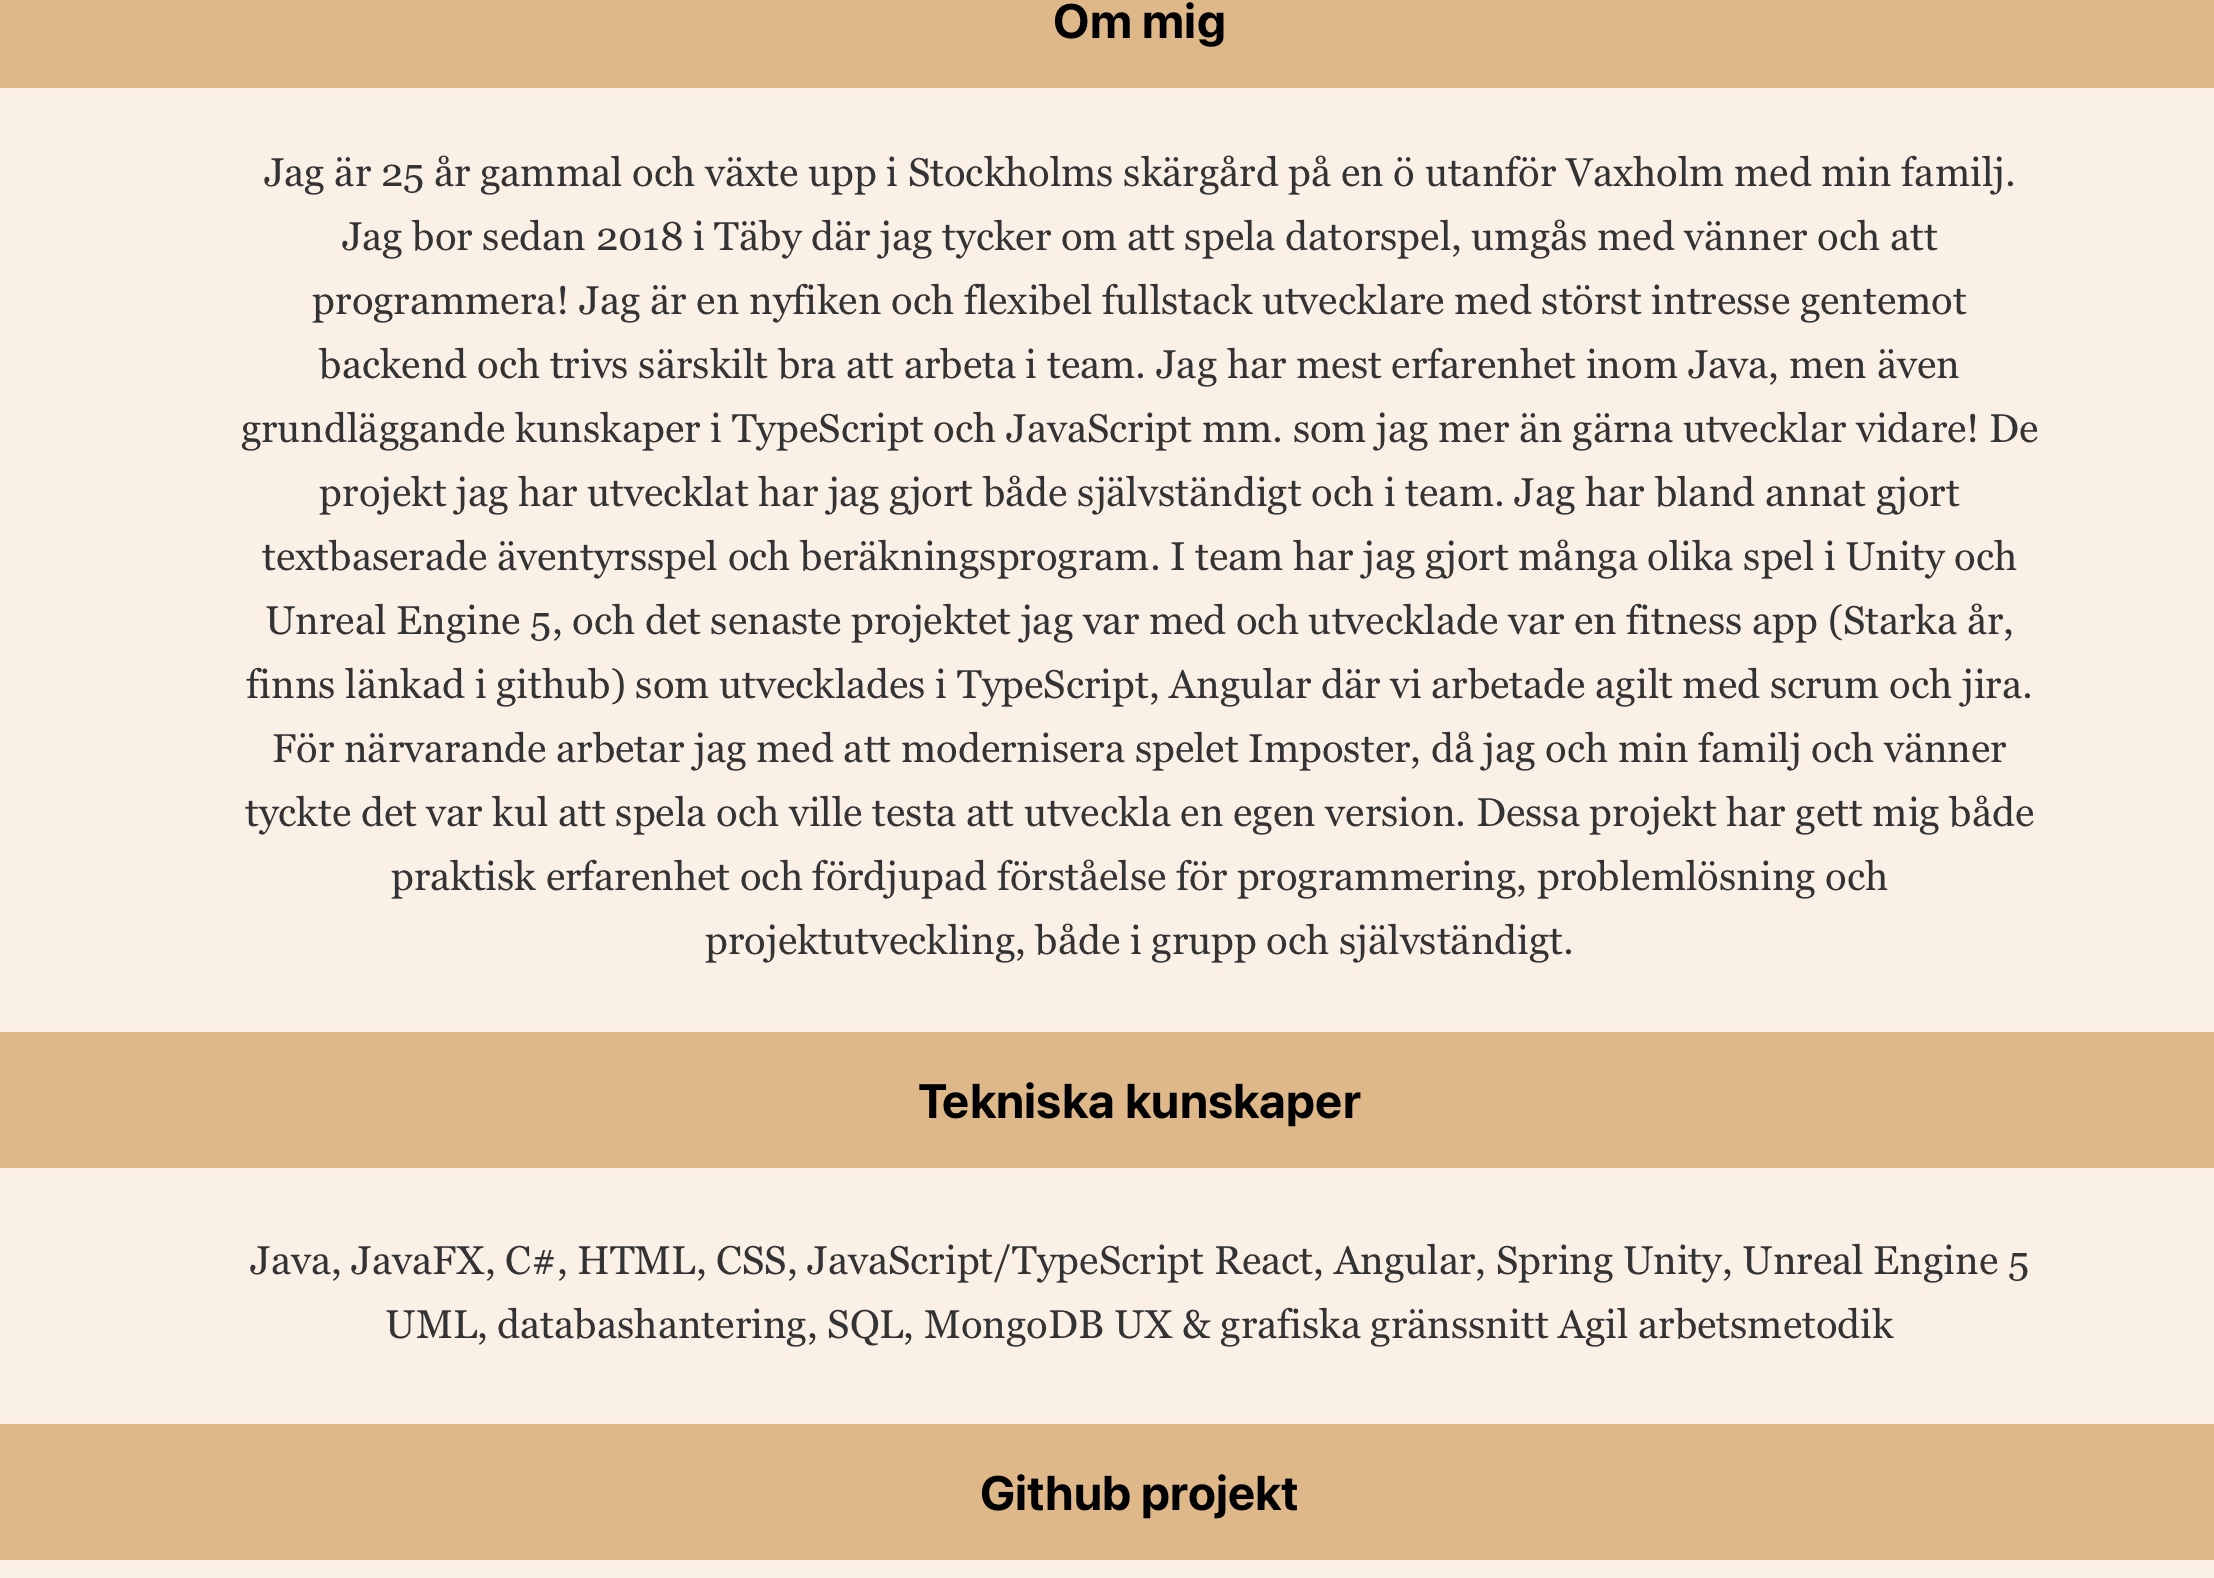 Om mig
Jag är 25 år gammal och växte upp i Stockholms skärgård på en ö utanför Vaxholm med min familj.
Jag bor sedan 2018 i Täby där jag tycker om att spela datorspel, umgås med vänner och att
programmera! Jag är en nyfiken och flexibel fullstack utvecklare med störst intresse gentemot
backend och trivs särskilt bra att arbeta i team. Jag har mest erfarenhet inom Java, men även
grundläggande kunskaper i TypeScript och JavaScript mm. som jag mer än gärna utvecklar vidare! De
projekt jag har utvecklat har jag gjort både självständigt och i team. Jag har bland annat gjort
textbaserade äventyrsspel och beräkningsprogram. I team har jag gjort många olika spel i Unity och
Unreal Engine 5, och det senaste projektet jag var med och utvecklade var en fitness app (Starka år,
finns länkad i github) som utvecklades i TypeScript, Angular där vi arbetade agilt med scrum och jira.
För närvarande arbetar jag med att modernisera spelet Imposter, då jag och min familj och vänner
tyckte det var kul att spela och ville testa att utveckla en egen version. Dessa projekt har gett mig både
praktisk erfarenhet och fördjupad förståelse för programmering, problemlösning och
projektutveckling, både i grupp och självständigt.
Tekniska kunskaper
Java, JavaFX, C#, HTML, CSS, JavaScript/TypeScript React, Angular, Spring Unity, Unreal Engine 5
UML, databashantering, SQL, MongoDB UX & grafiska gränssnitt Agil arbetsmetodik
Github projekt